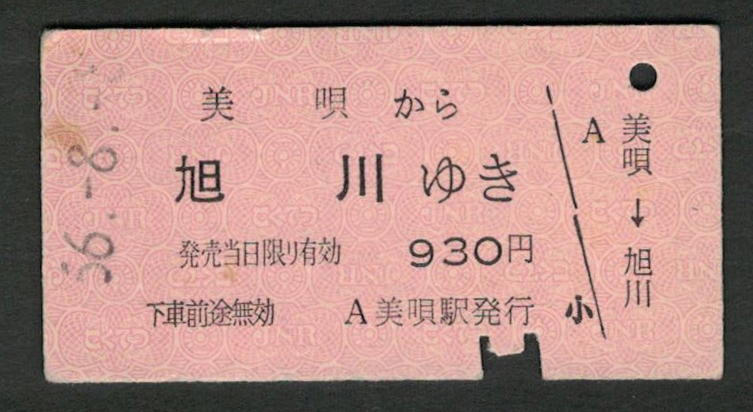 美唄から
旭川ゆき
発売当日限り有効 930円
下車前途無効 A美唄駅発行
小
A
美唄→旭川
56.-8.